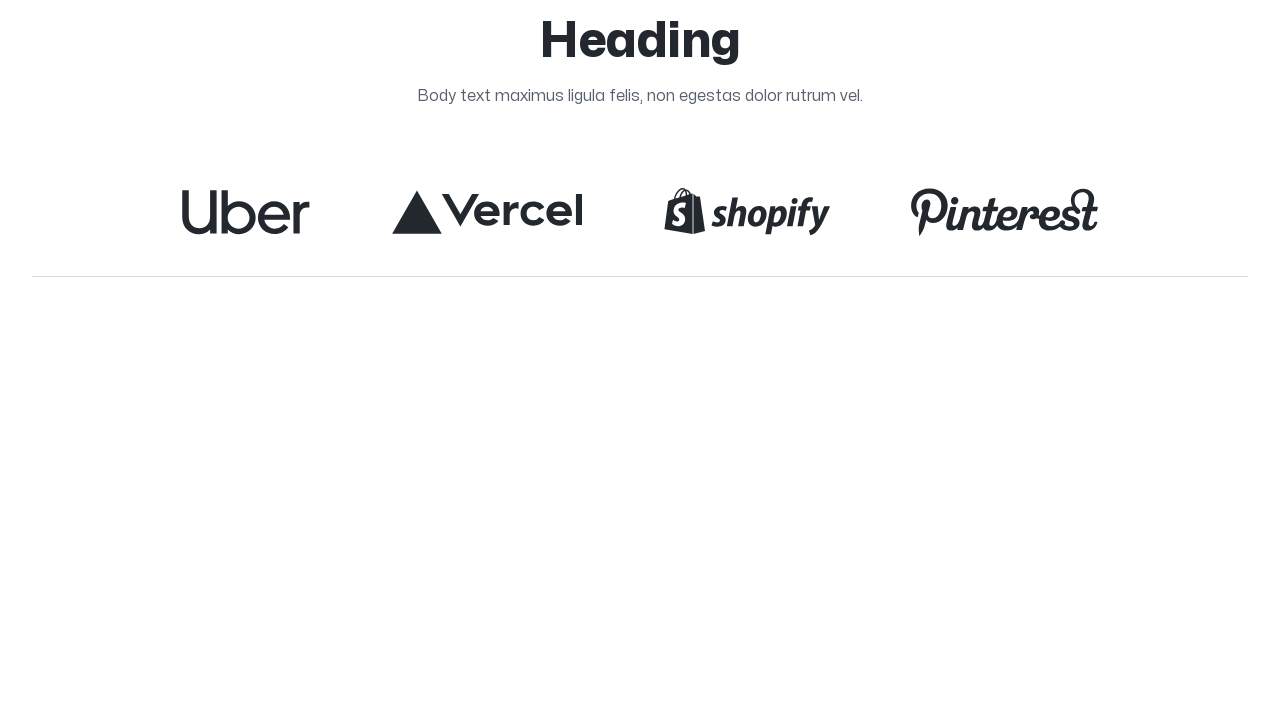 Heading
Body text maximus ligula felis, non egestas dolor rutrum vel.
Uber Vercel shopify Pinterest